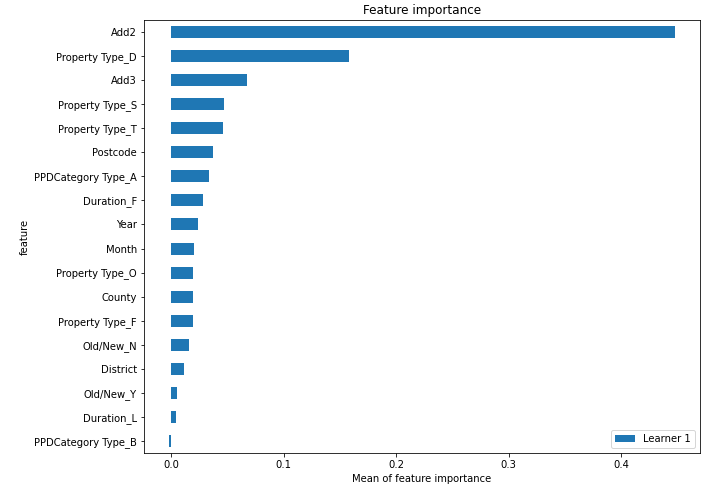 Feature importance
Add2
Property Type_D
Add3
Property Type_S
Property Type_T
Postcode
PPDCategory Type_A
Duration_F
Year
Month
Property Type_O
County
Property Type_F
Old/New_N
District
Old/New_Y
Duration_L
PPDCategory Type_B
feature
Learner 1
0.0 0.1 0.2 0.3 0.4
Mean of feature importance